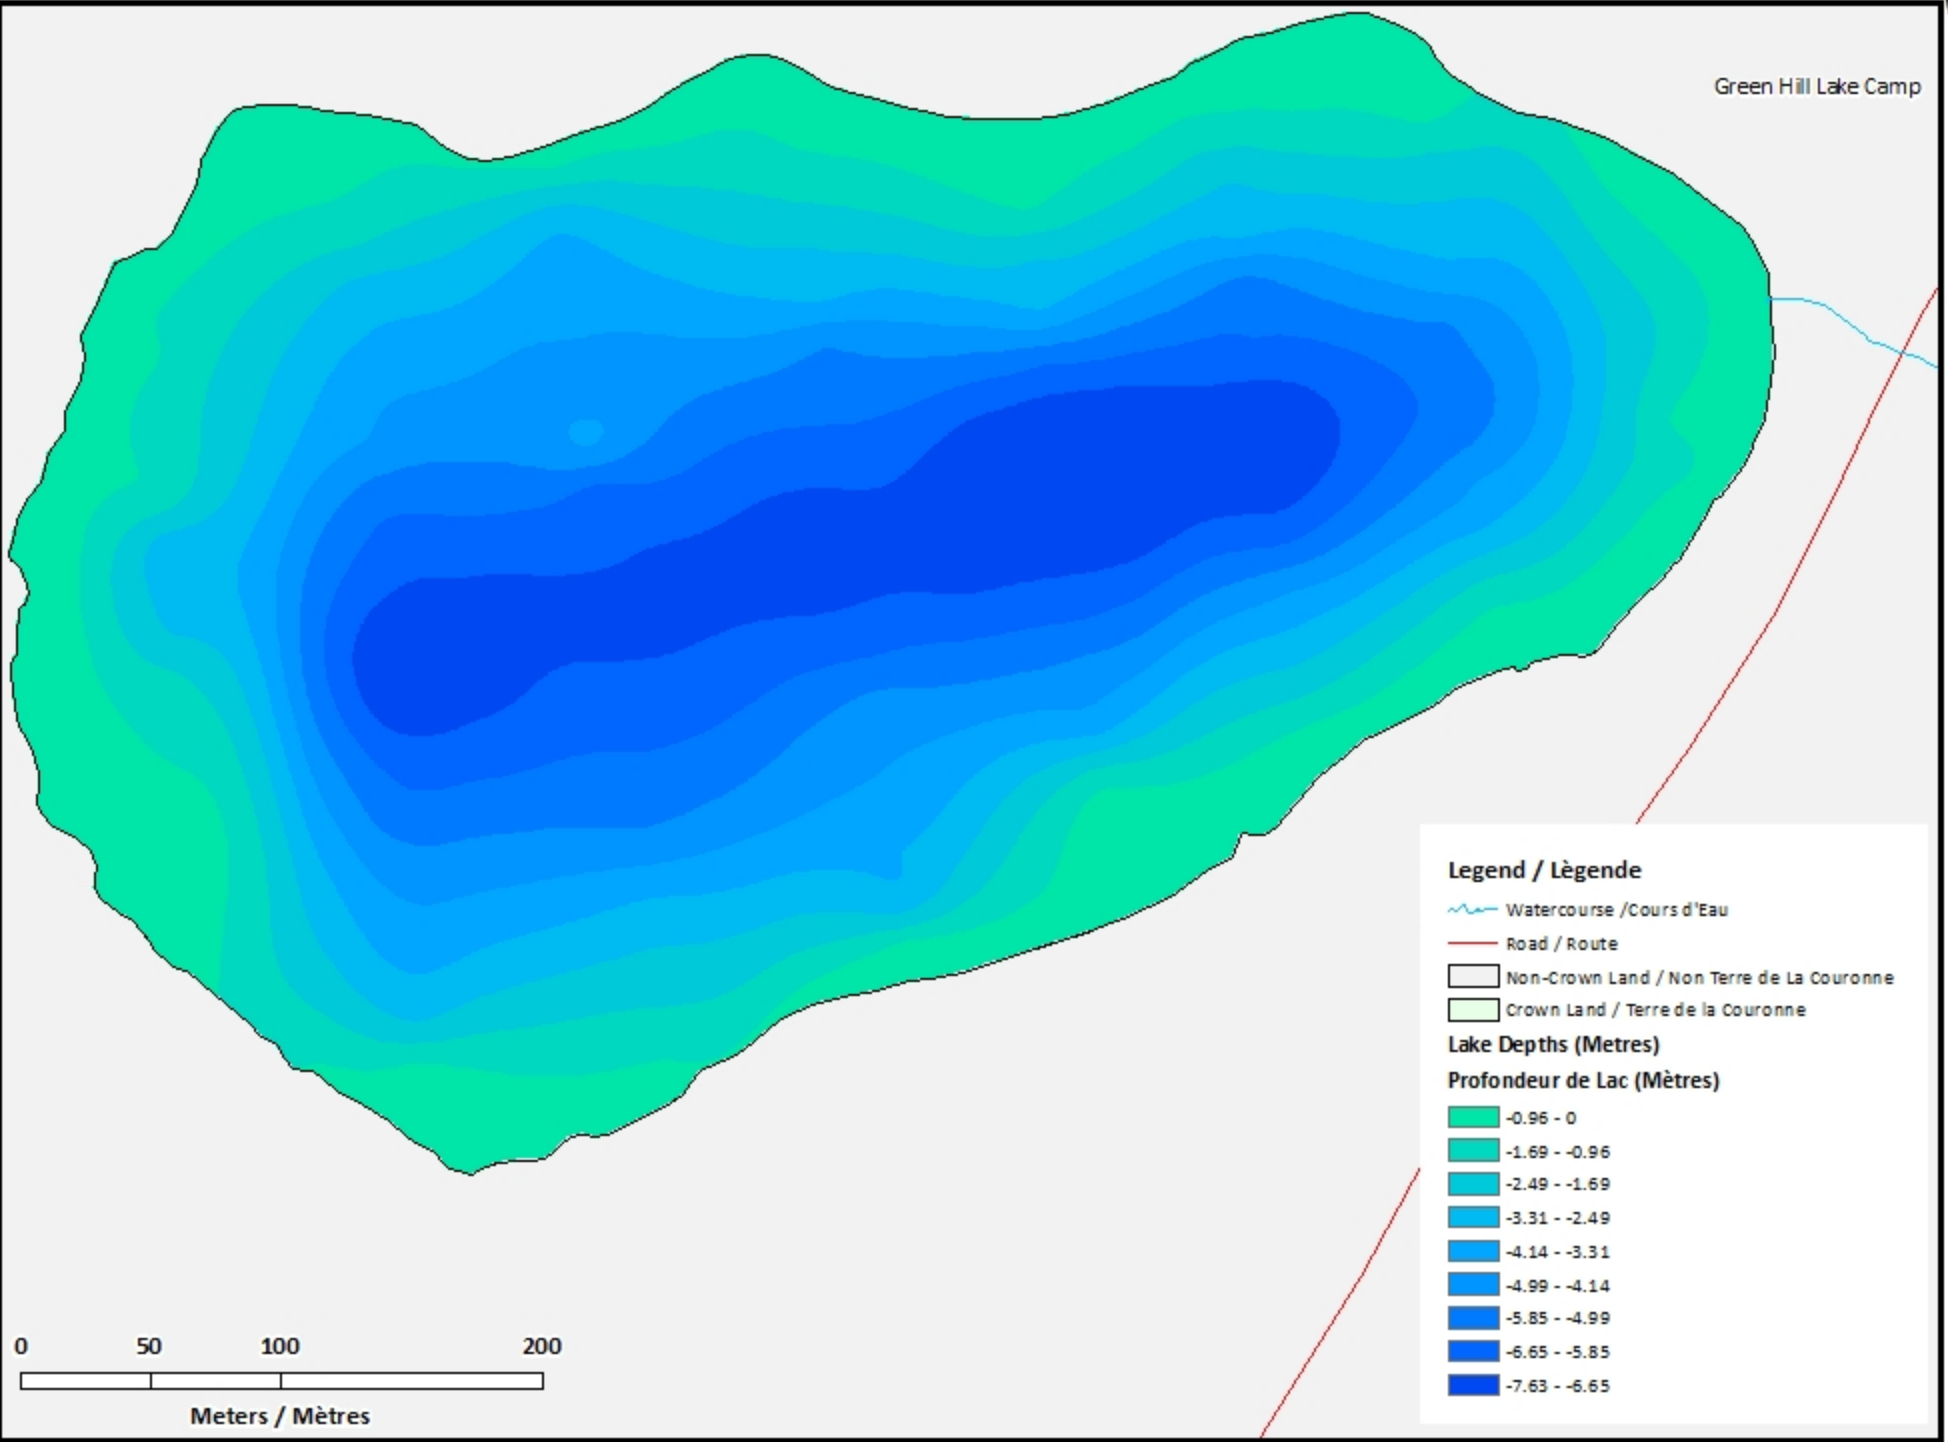 Green Hill Lake Camp
Legend / Lègende
Watercourse /Cours d'Eau
Road / Route
Non-Crown Land / Non Terre de La Couronne
Crown Land / Terre de la Couronne
Lake Depths (Metres)
Profondeur de Lac (Mètres)
-0.96 - 0
-1.69 - -0.96
-2.49 - -1.69
-3.31 - -2.49
-4.14 - -3.31
-4.99 - -4.14
-5.85 - -4.99
-6.65 - -5.85
-7.63 - -6.65
0 50 100 200
Meters / Mètres